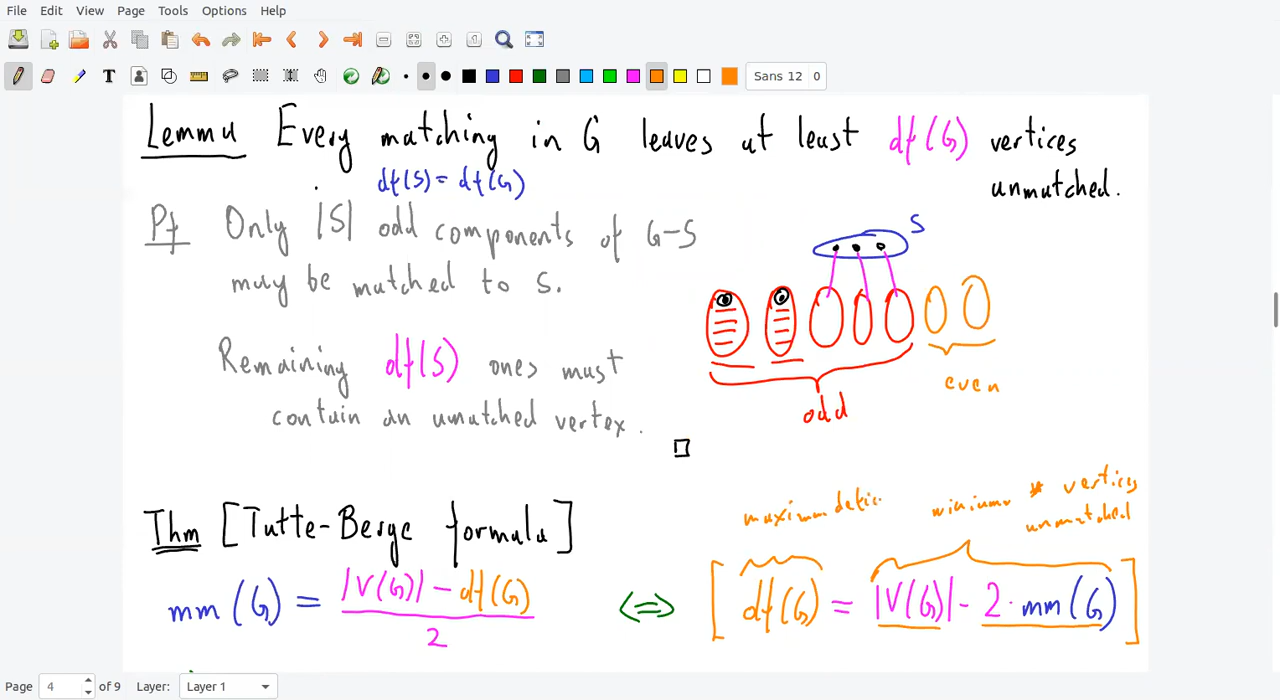 File Edit View Page Tools Options Help
Sans 12 0
Lemma Every matching in G leaves at least df(G) vertices
unmatched.
df(S) = df(G)
Pf Only |S| odd components of G-S
may be matched to S.
S
Remaining df(S) ones must
contain an unmatched vertex.
odd
even
□
Thm [Tutte-Berge formula]
mm(G) = |V(G)| - df(G)
2
<=>
maximum defic.
minimum # vertices
unmatched
[df(G) = |V(G)| - 2·mm(G)]
Page 4 of 9 Layer: Layer 1